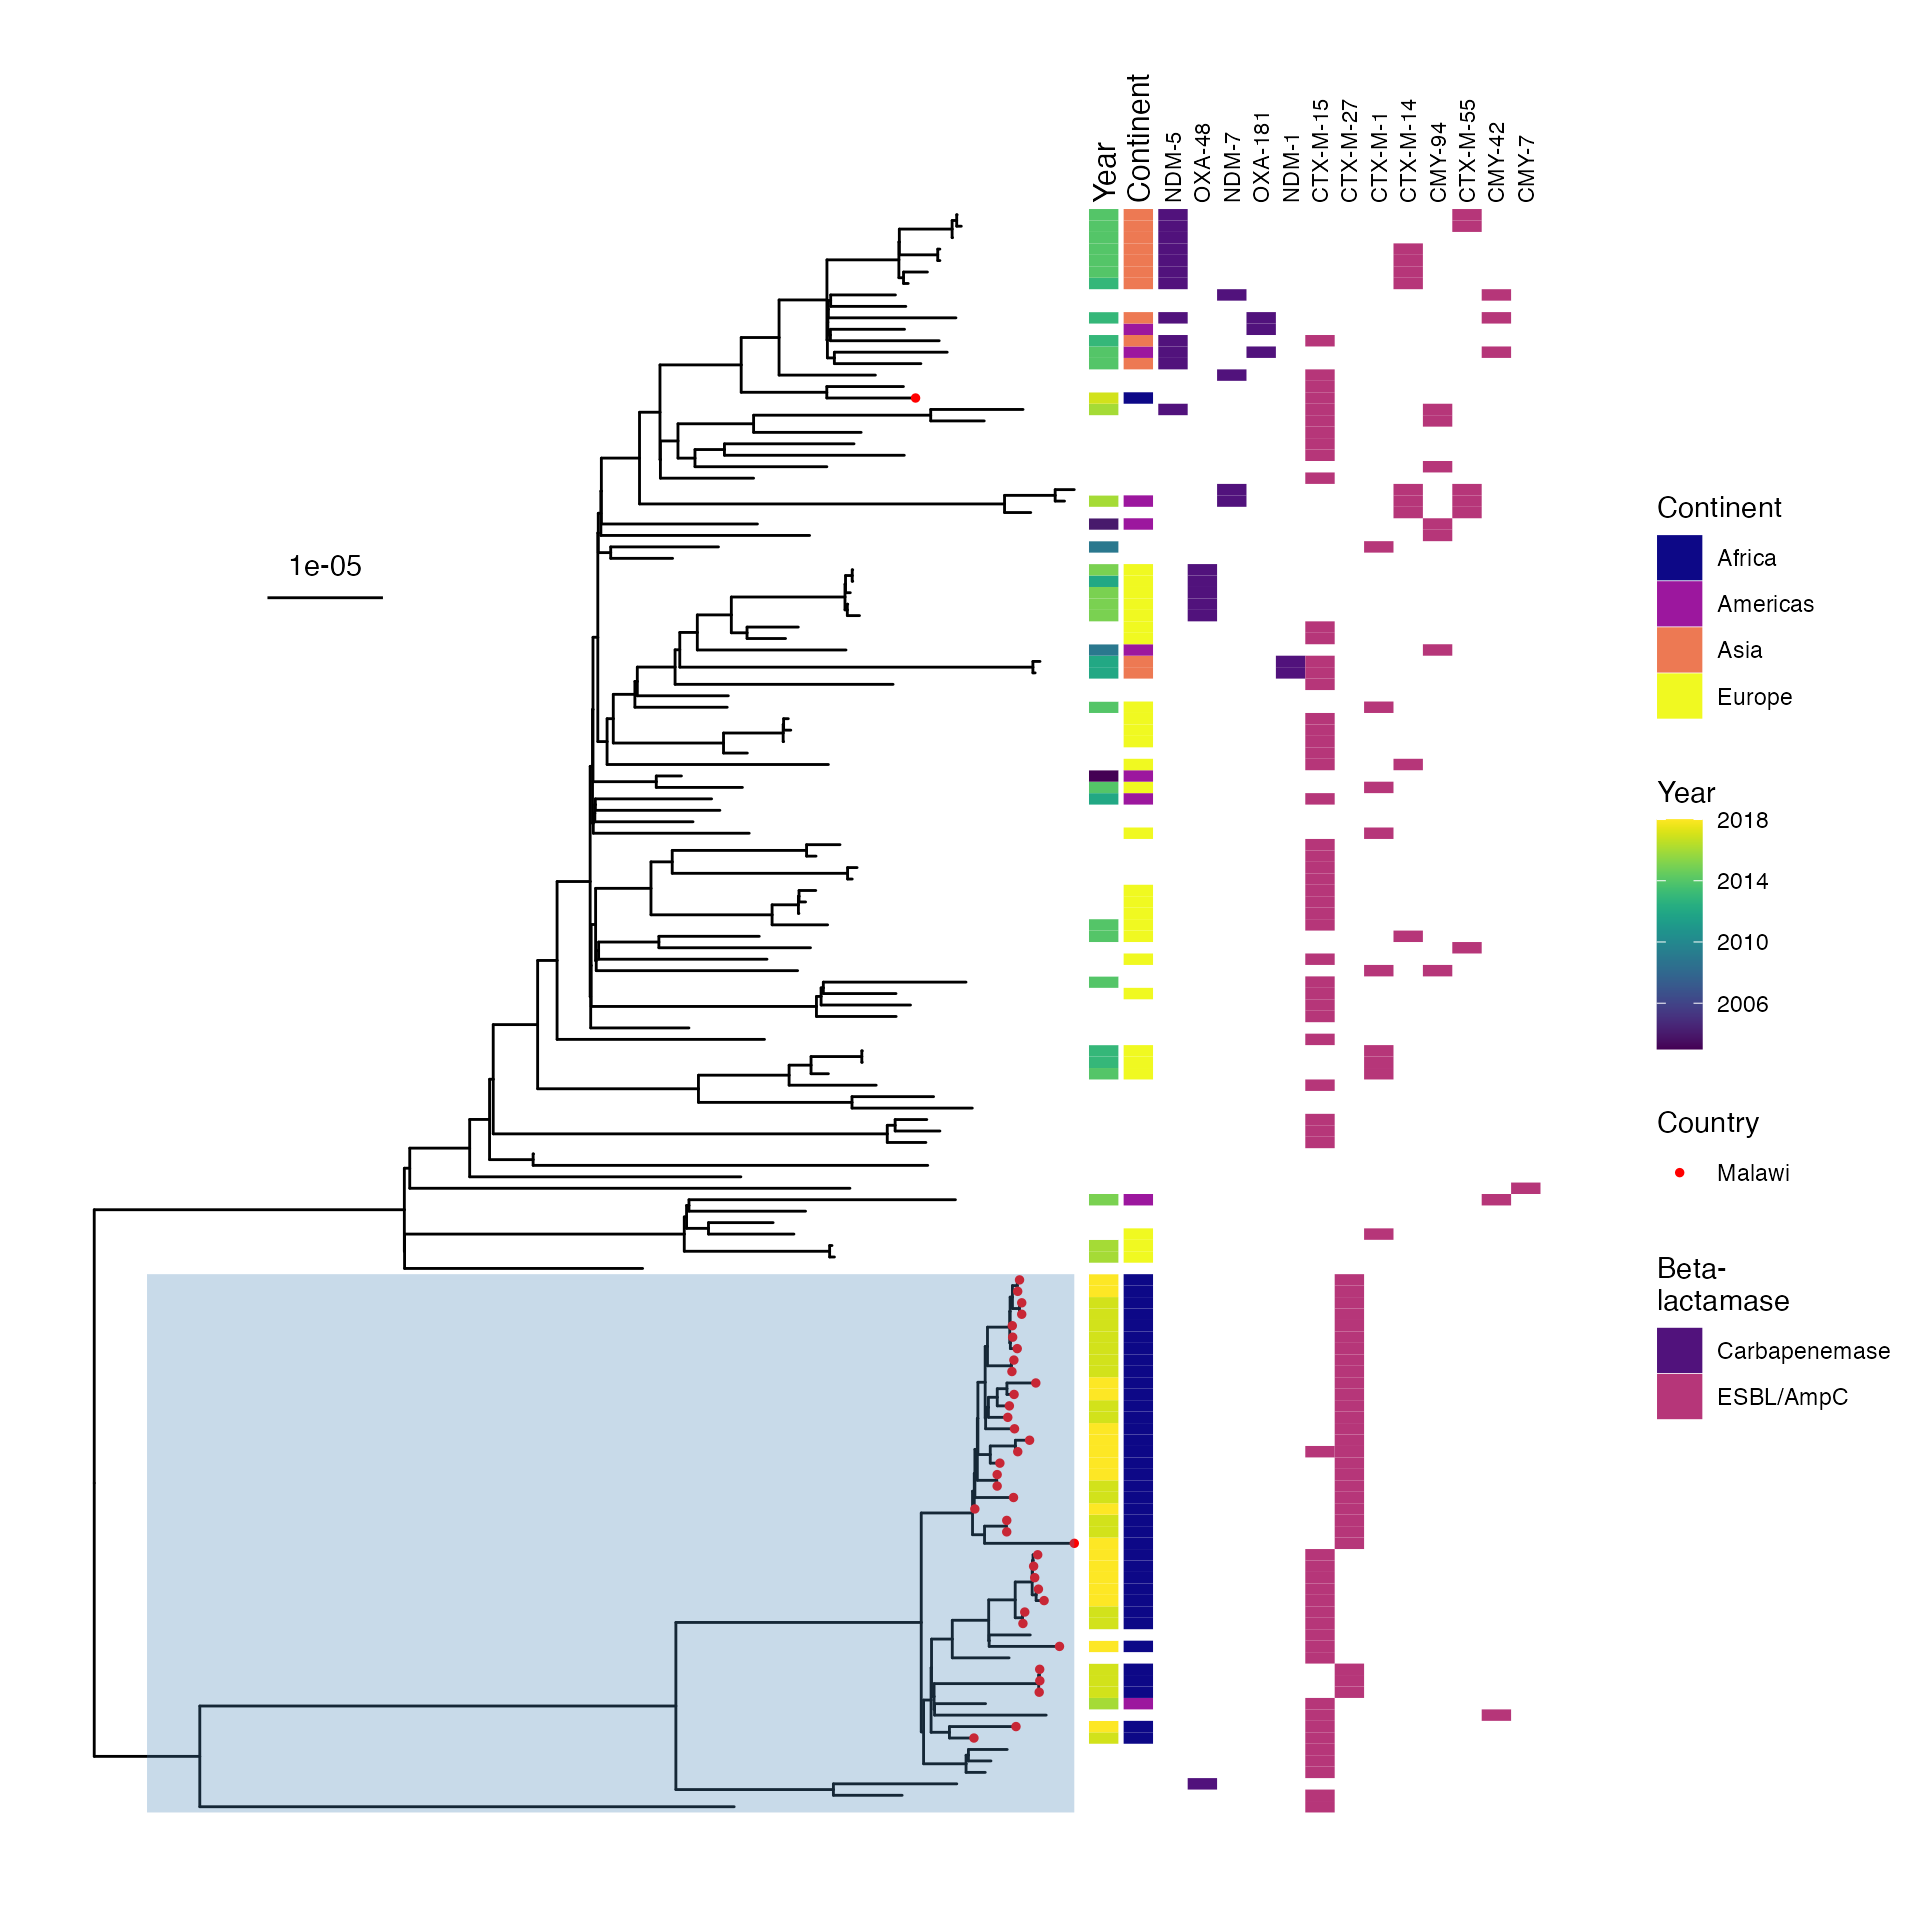 Year
Continent
NDM-5
OXA-48
NDM-7
OXA-181
NDM-1
CTX-M-15
CTX-M-27
CTX-M-1
CTX-M-14
CMY-94
CTX-M-55
CMY-42
CMY-7
1e-05
Continent
Africa
Americas
Asia
Europe
Year
2018
2014
2010
2006
Country
Malawi
Beta-
lactamase
Carbapenemase
ESBL/AmpC